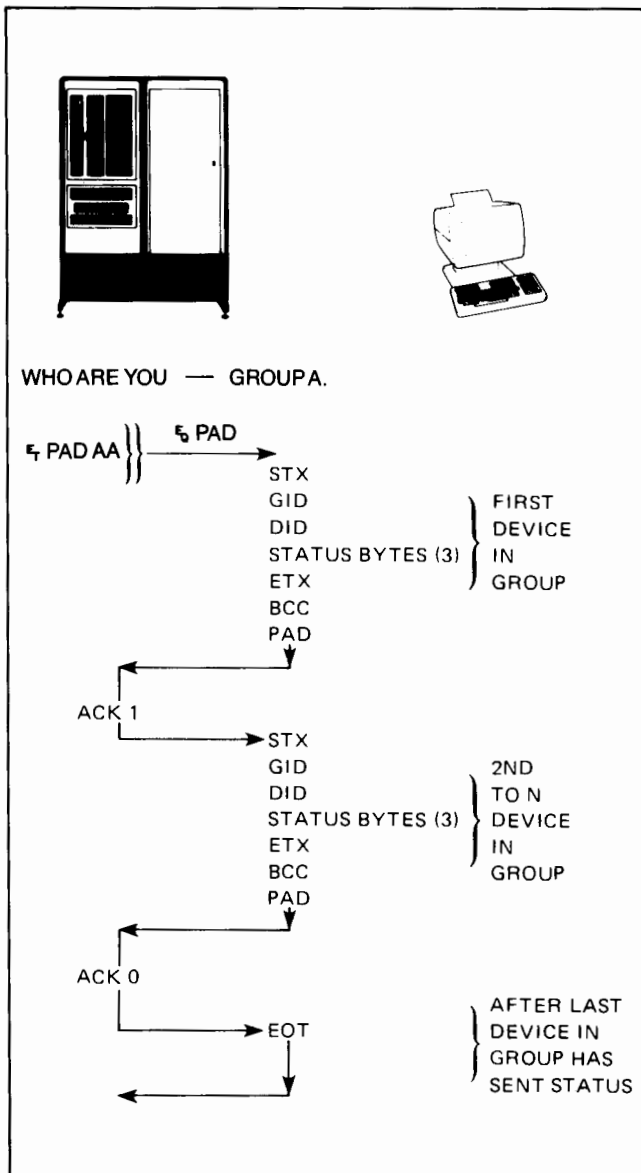 WHO ARE YOU — GROUP A.
ET PAD AA EQ PAD
STX
GID FIRST
DID DEVICE
STATUS BYTES (3) IN
ETX GROUP
BCC
PAD
ACK 1
STX
GID 2ND
DID TO N
STATUS BYTES (3) DEVICE
ETX IN
BCC GROUP
PAD
ACK 0
AFTER LAST
EOT DEVICE IN
GROUP HAS
SENT STATUS